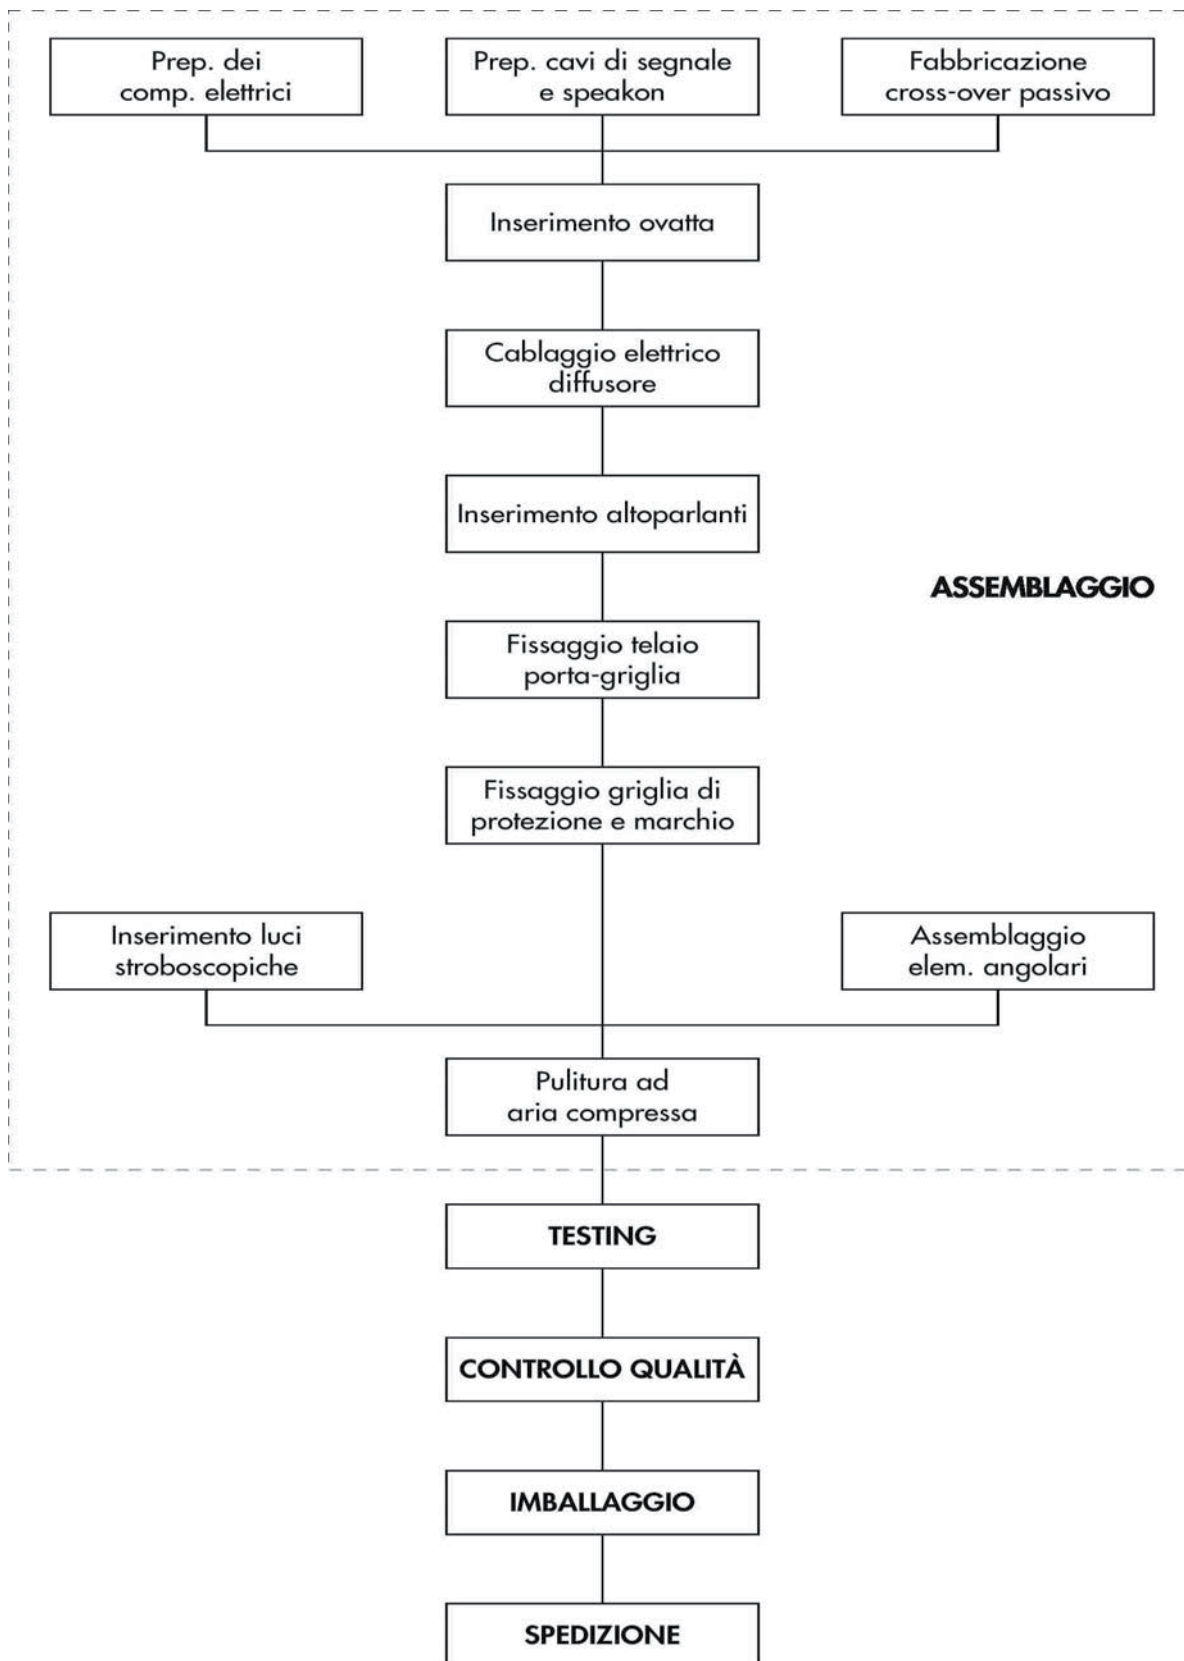 Prep. dei
comp. elettrici
Prep. cavi di segnale
e speakon
Fabbricazione
cross-over passivo
Inserimento ovatta
Cablaggio elettrico
diffusore
Inserimento altoparlanti
ASSEMBLAGGIO
Fissaggio telaio
porta-griglia
Fissaggio griglia di
protezione e marchio
Inserimento luci
stroboscopiche
Assemblaggio
elem. angolari
Pulitura ad
aria compressa
TESTING
CONTROLLO QUALITÀ
IMBALLAGGIO
SPEDIZIONE